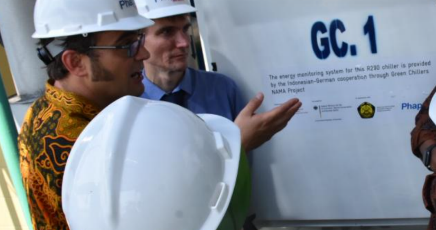 GC. 1
The energy monitoring system for this R290 chiller is provided
by the Indonesian-German cooperation through Green Chillers
NAMA Project
Phap